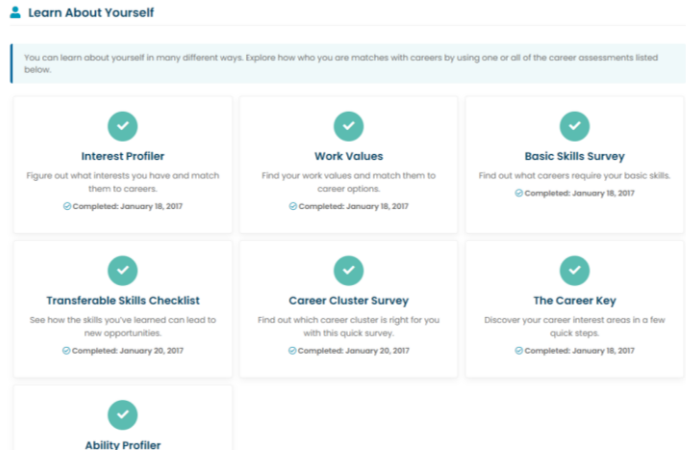 Learn About Yourself
You can learn about yourself in many different ways. Explore how who you are matches with careers by using one or all of the career assessments listed
below.
Interest Profiler
Figure out what interests you have and match
them to careers.
Completed: January 18, 2017
Work Values
Find your work values and match them to
career options.
Completed: January 18, 2017
Basic Skills Survey
Find out what careers require your basic skills.
Completed: January 18, 2017
Transferable Skills Checklist
See how the skills you've learned can lead to
new opportunities.
Completed: January 20, 2017
Career Cluster Survey
Find out which career cluster is right for you
with this quick survey.
Completed: January 20, 2017
The Career Key
Discover your career interest areas in a few
quick steps.
Completed: January 18, 2017
Ability Profiler